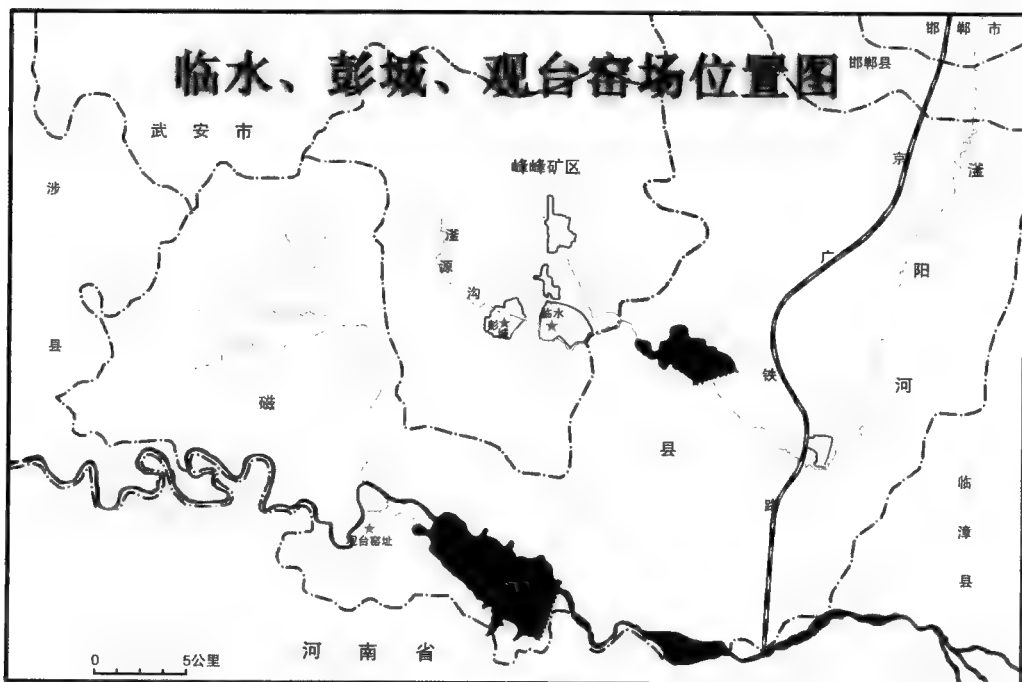 临水、彭城、观台窑场位置图
邯郸市
邯郸县
武安市
峰峰矿区
涉县
滏源沟
彭城
临水
磁县
京广铁路
滏阳河
临漳县
观台窑址
河南省
0 5公里